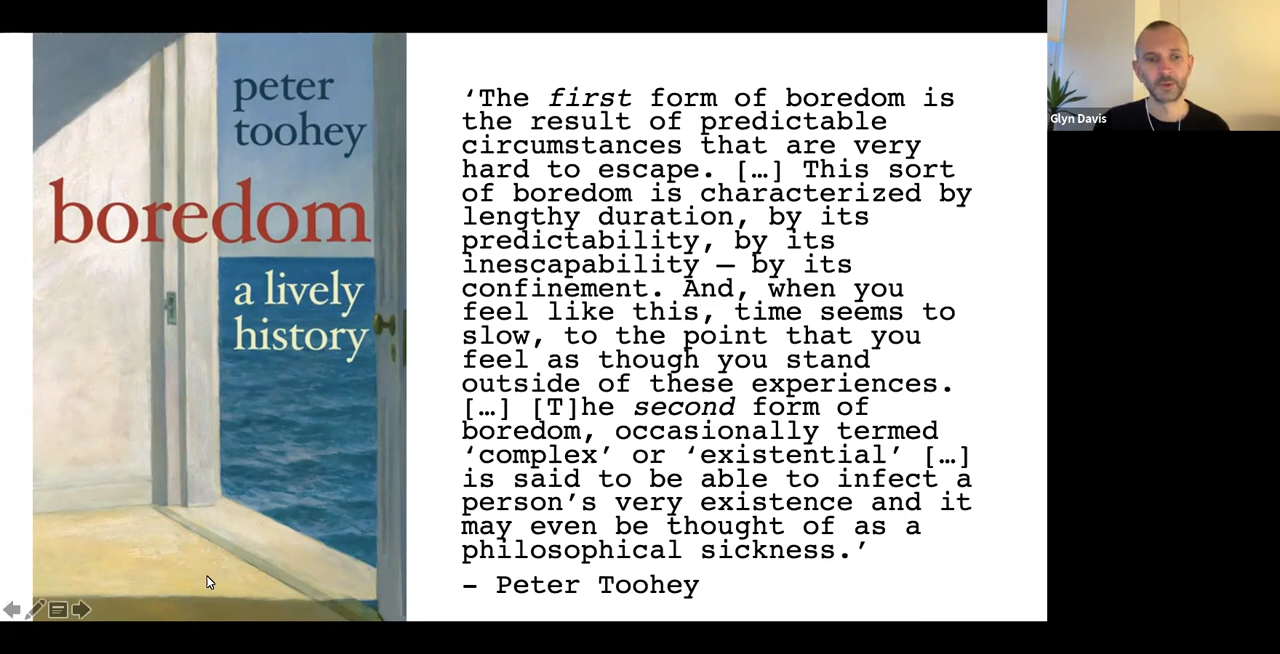 peter
toohey
boredom
a lively
history
‘The first form of boredom is
the result of predictable
circumstances that are very
hard to escape. […] This sort
of boredom is characterized by
lengthy duration, by its
predictability, by its
inescapability — by its
confinement. And, when you
feel like this, time seems to
slow, to the point that you
feel as though you stand
outside of these experiences.
[…] [T]he second form of
boredom, occasionally termed
‘complex’ or ‘existential’ […]
is said to be able to infect a
person’s very existence and it
may even be thought of as a
philosophical sickness.’
– Peter Toohey
Glyn Davis